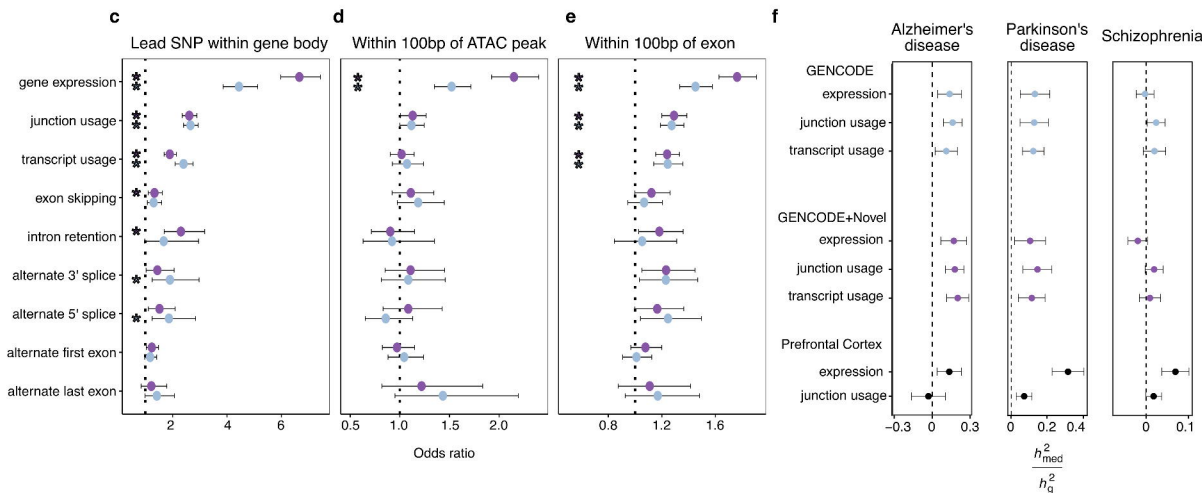 c
Lead SNP within gene body
d
Within 100bp of ATAC peak
e
Within 100bp of exon
gene expression
junction usage
transcript usage
exon skipping
intron retention
alternate 3' splice
alternate 5' splice
alternate first exon
alternate last exon
* * * * * * * * * *
* *
* * * * * *
2 4 6
0.5 1.0 1.5 2.0
1.0 1.2 1.6
Odds ratio
f
Alzheimer's
disease
Parkinson's
disease
Schizophrenia
GENCODE
expression
junction usage
transcript usage
GENCODE+Novel
expression
junction usage
transcript usage
Prefrontal Cortex
expression
junction usage
−0.3 0 0.3
0 0.2 0.4
0 0.1
h²med
h²g